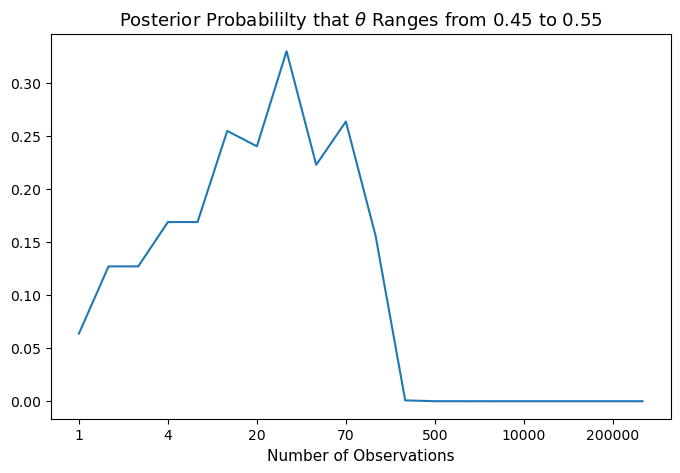 Posterior Probabililty that θ Ranges from 0.45 to 0.55
0.30
0.25
0.20
0.15
0.10
0.05
0.00
1 4 20 70 500 10000 200000
Number of Observations